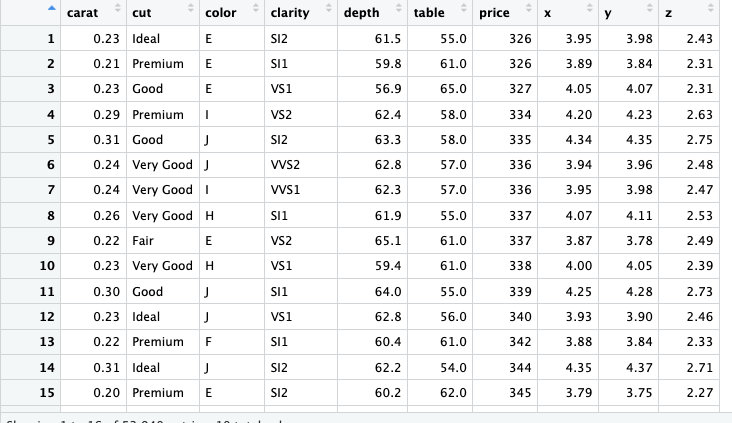 carat cut color clarity depth table price x y z
1 0.23 Ideal E SI2 61.5 55.0 326 3.95 3.98 2.43
2 0.21 Premium E SI1 59.8 61.0 326 3.89 3.84 2.31
3 0.23 Good E VS1 56.9 65.0 327 4.05 4.07 2.31
4 0.29 Premium I VS2 62.4 58.0 334 4.20 4.23 2.63
5 0.31 Good J SI2 63.3 58.0 335 4.34 4.35 2.75
6 0.24 Very Good J VVS2 62.8 57.0 336 3.94 3.96 2.48
7 0.24 Very Good I VVS1 62.3 57.0 336 3.95 3.98 2.47
8 0.26 Very Good H SI1 61.9 55.0 337 4.07 4.11 2.53
9 0.22 Fair E VS2 65.1 61.0 337 3.87 3.78 2.49
10 0.23 Very Good H VS1 59.4 61.0 338 4.00 4.05 2.39
11 0.30 Good J SI1 64.0 55.0 339 4.25 4.28 2.73
12 0.23 Ideal J VS1 62.8 56.0 340 3.93 3.90 2.46
13 0.22 Premium F SI1 60.4 61.0 342 3.88 3.84 2.33
14 0.31 Ideal J SI2 62.2 54.0 344 4.35 4.37 2.71
15 0.20 Premium E SI2 60.2 62.0 345 3.79 3.75 2.27